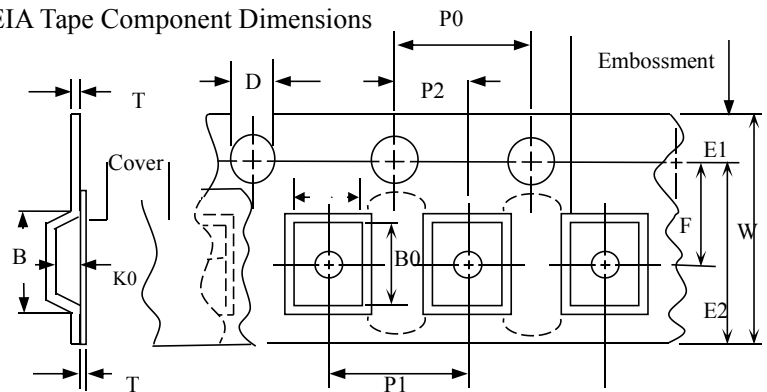 EIA Tape Component Dimensions
P0
Embossment
D
P2
T
E1
Cover
F
W
B
B0
K0
E2
P1
T